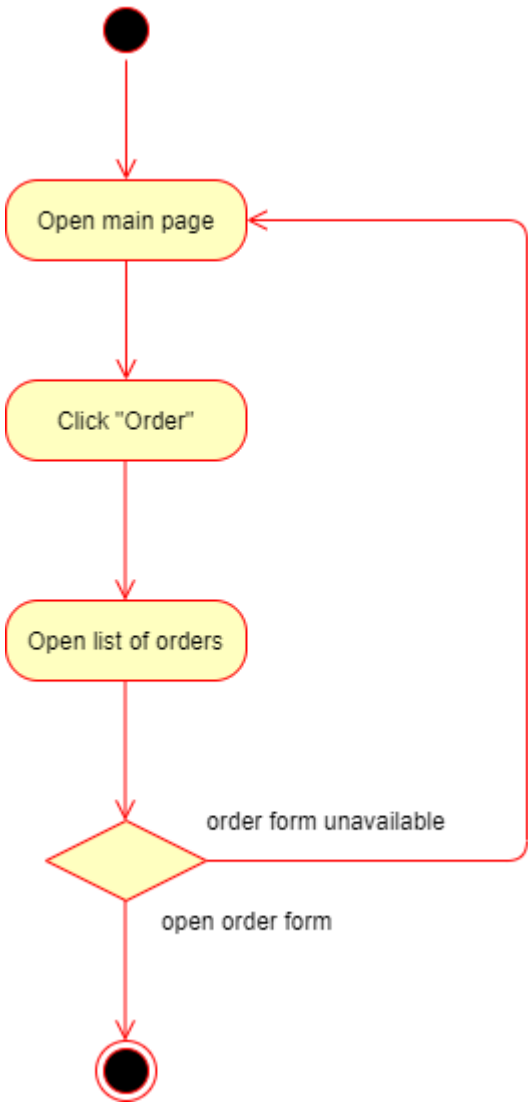 Open main page
Click "Order"
Open list of orders
order form unavailable
open order form